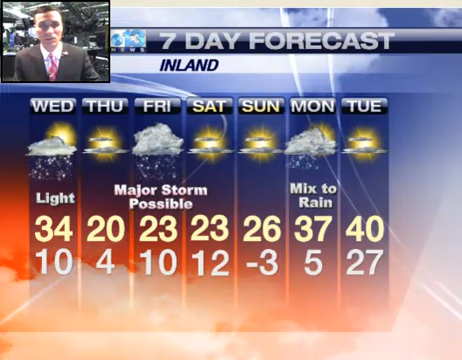 13 7 DAY FORECAST
NEWS
INLAND
WED THU FRI SAT SUN MON TUE
Light
Major Storm
Possible
Mix to
Rain
34 20 23 23 26 37 40
10 4 10 12 -3 5 27